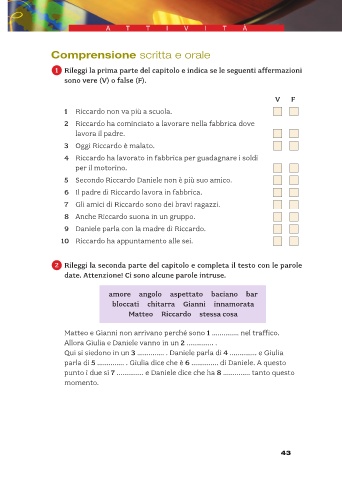 ATTIVITÀ
Comprensione scritta e orale
1 Rileggi la prima parte del capitolo e indica se le seguenti affermazioni
sono vere (V) o false (F).
V F
1 Riccardo non va più a scuola.
2 Riccardo ha cominciato a lavorare nella fabbrica dove
lavora il padre.
3 Oggi Riccardo è malato.
4 Riccardo ha lavorato in fabbrica per guadagnare i soldi
per il motorino.
5 Secondo Riccardo Daniele non è più suo amico.
6 Il padre di Riccardo lavora in fabbrica.
7 Gli amici di Riccardo sono dei bravi ragazzi.
8 Anche Riccardo suona in un gruppo.
9 Daniele parla con la madre di Riccardo.
10 Riccardo ha appuntamento alle sei.
2 Rileggi la seconda parte del capitolo e completa il testo con le parole
date. Attenzione! Ci sono alcune parole intruse.
amore angolo aspettato baciano bar
bloccati chitarra Gianni innamorata
Matteo Riccardo stessa cosa
Matteo e Gianni non arrivano perché sono 1 ............. nel traffico.
Allora Giulia e Daniele vanno in un 2 ............. .
Qui si siedono in un 3 ............. . Daniele parla di 4 ............. e Giulia
parla di 5 ............. . Giulia dice che è 6 ............. di Daniele. A questo
punto i due si 7 ............. e Daniele dice che ha 8 ............. tanto questo
momento.
43